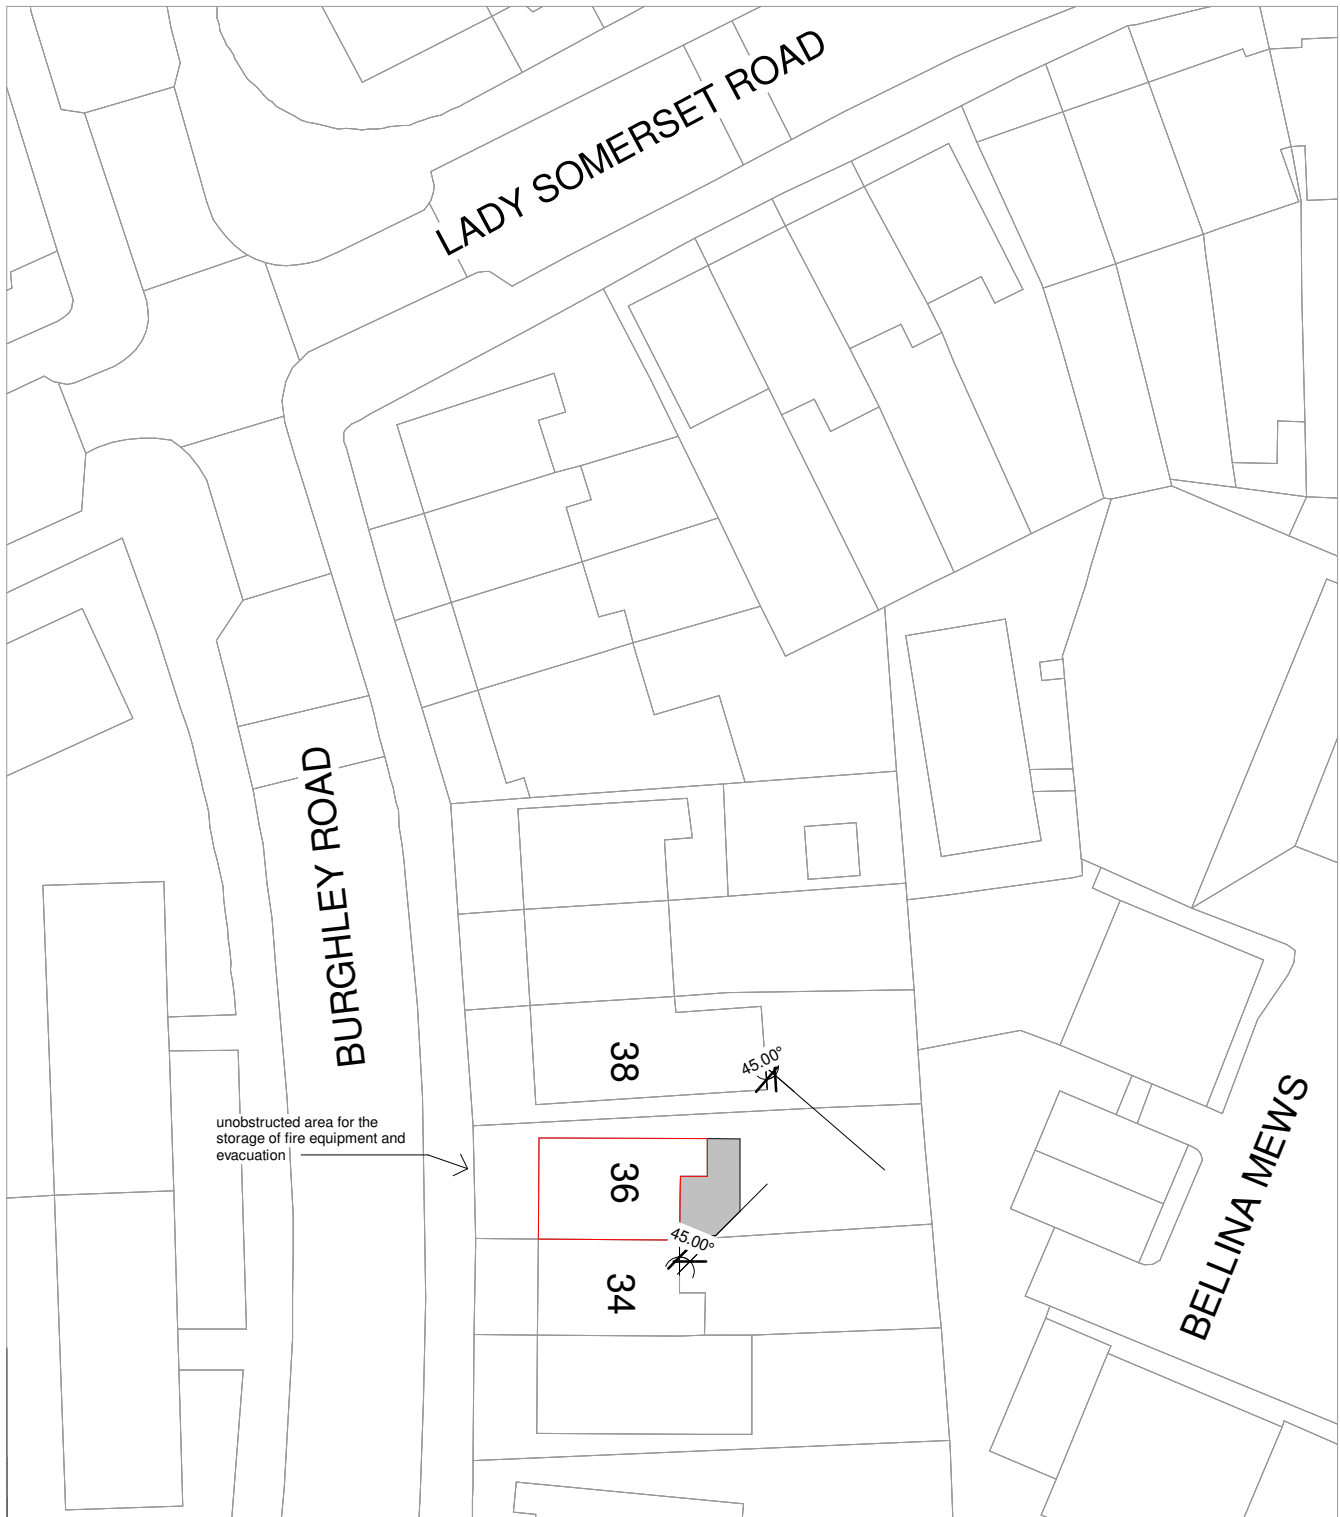 LADY SOMERSET ROAD
BURGHLEY ROAD
38
45.00°
unobstructed area for the
storage of fire equipment and
evacuation
36
45.00°
34
BELLINA MEWS